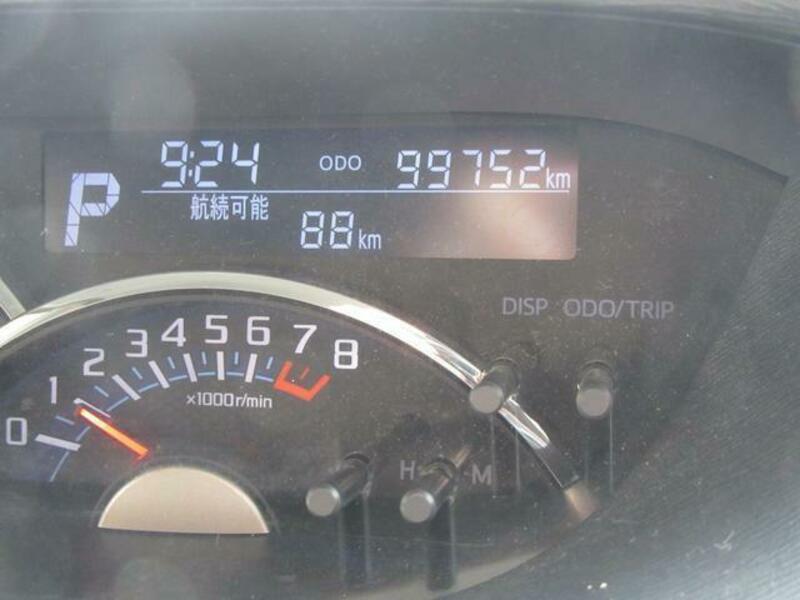 P 9:24 ODO 99752km
航続可能
88km
DISP ODO/TRIP
0 1 2 3 4 5 6 7 8
×1000r/min
H M